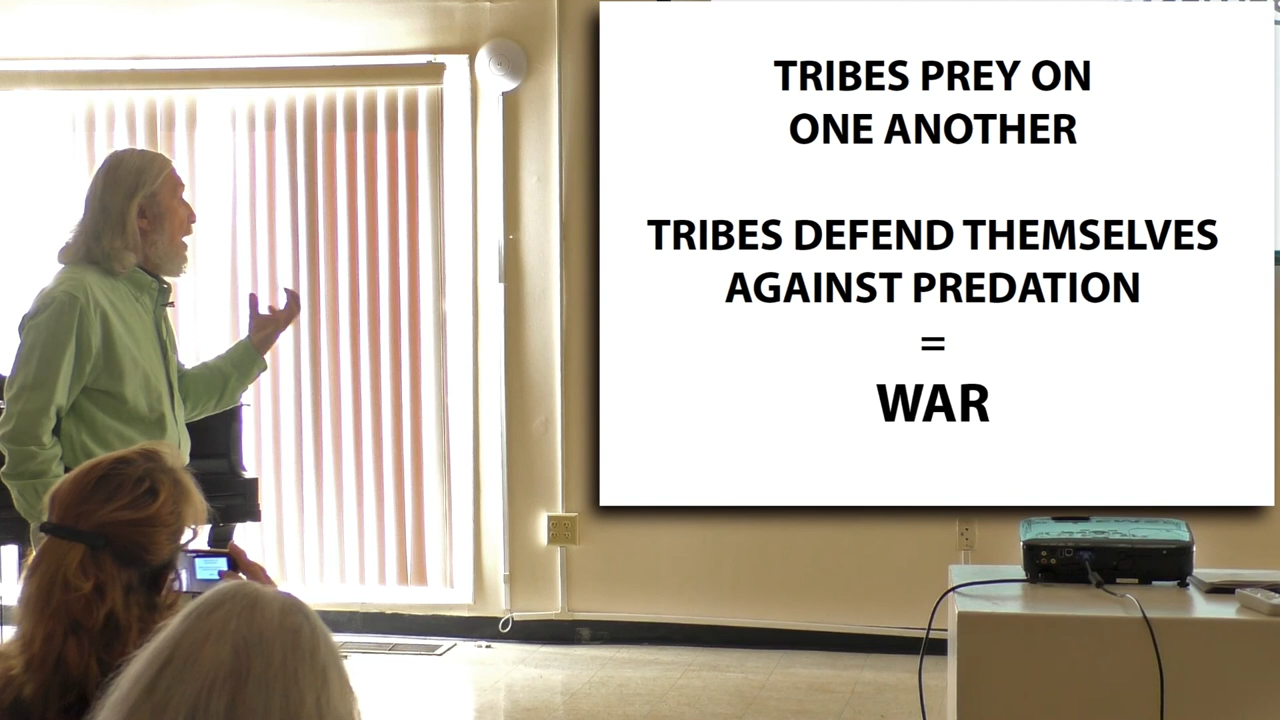 TRIBES PREY ON
ONE ANOTHER
TRIBES DEFEND THEMSELVES
AGAINST PREDATION
=
WAR